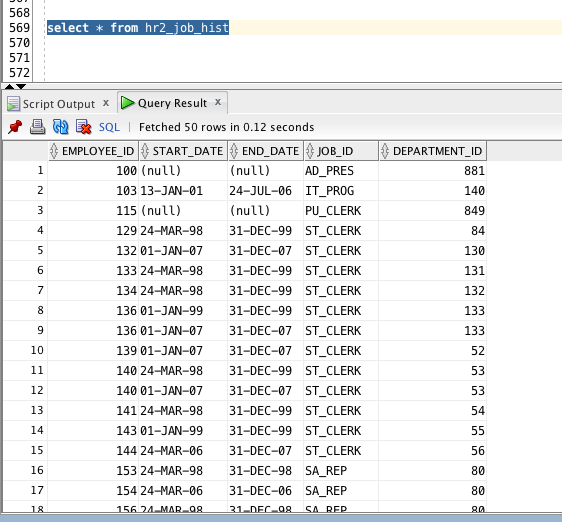 568
569 select * from hr2_job_hist
570
571
572
Script Output x Query Result x
SQL | Fetched 50 rows in 0.12 seconds
EMPLOYEE_ID START_DATE END_DATE JOB_ID DEPARTMENT_ID
1 100 (null) (null) AD_PRES 881
2 103 13-JAN-01 24-JUL-06 IT_PROG 140
3 115 (null) (null) PU_CLERK 849
4 129 24-MAR-98 31-DEC-99 ST_CLERK 84
5 132 01-JAN-07 31-DEC-07 ST_CLERK 130
6 133 24-MAR-98 31-DEC-99 ST_CLERK 131
7 134 24-MAR-98 31-DEC-99 ST_CLERK 132
8 136 01-JAN-99 31-DEC-99 ST_CLERK 133
9 136 01-JAN-07 31-DEC-07 ST_CLERK 133
10 139 01-JAN-07 31-DEC-07 ST_CLERK 52
11 140 24-MAR-98 31-DEC-99 ST_CLERK 53
12 140 01-JAN-07 31-DEC-07 ST_CLERK 53
13 141 24-MAR-98 31-DEC-99 ST_CLERK 54
14 143 01-JAN-99 31-DEC-99 ST_CLERK 55
15 144 24-MAR-06 31-DEC-07 ST_CLERK 56
16 153 24-MAR-98 31-DEC-98 SA_REP 80
17 154 24-MAR-06 31-DEC-06 SA_REP 80
18 156 24-MAR-98 31-DEC-98 SA_REP 80